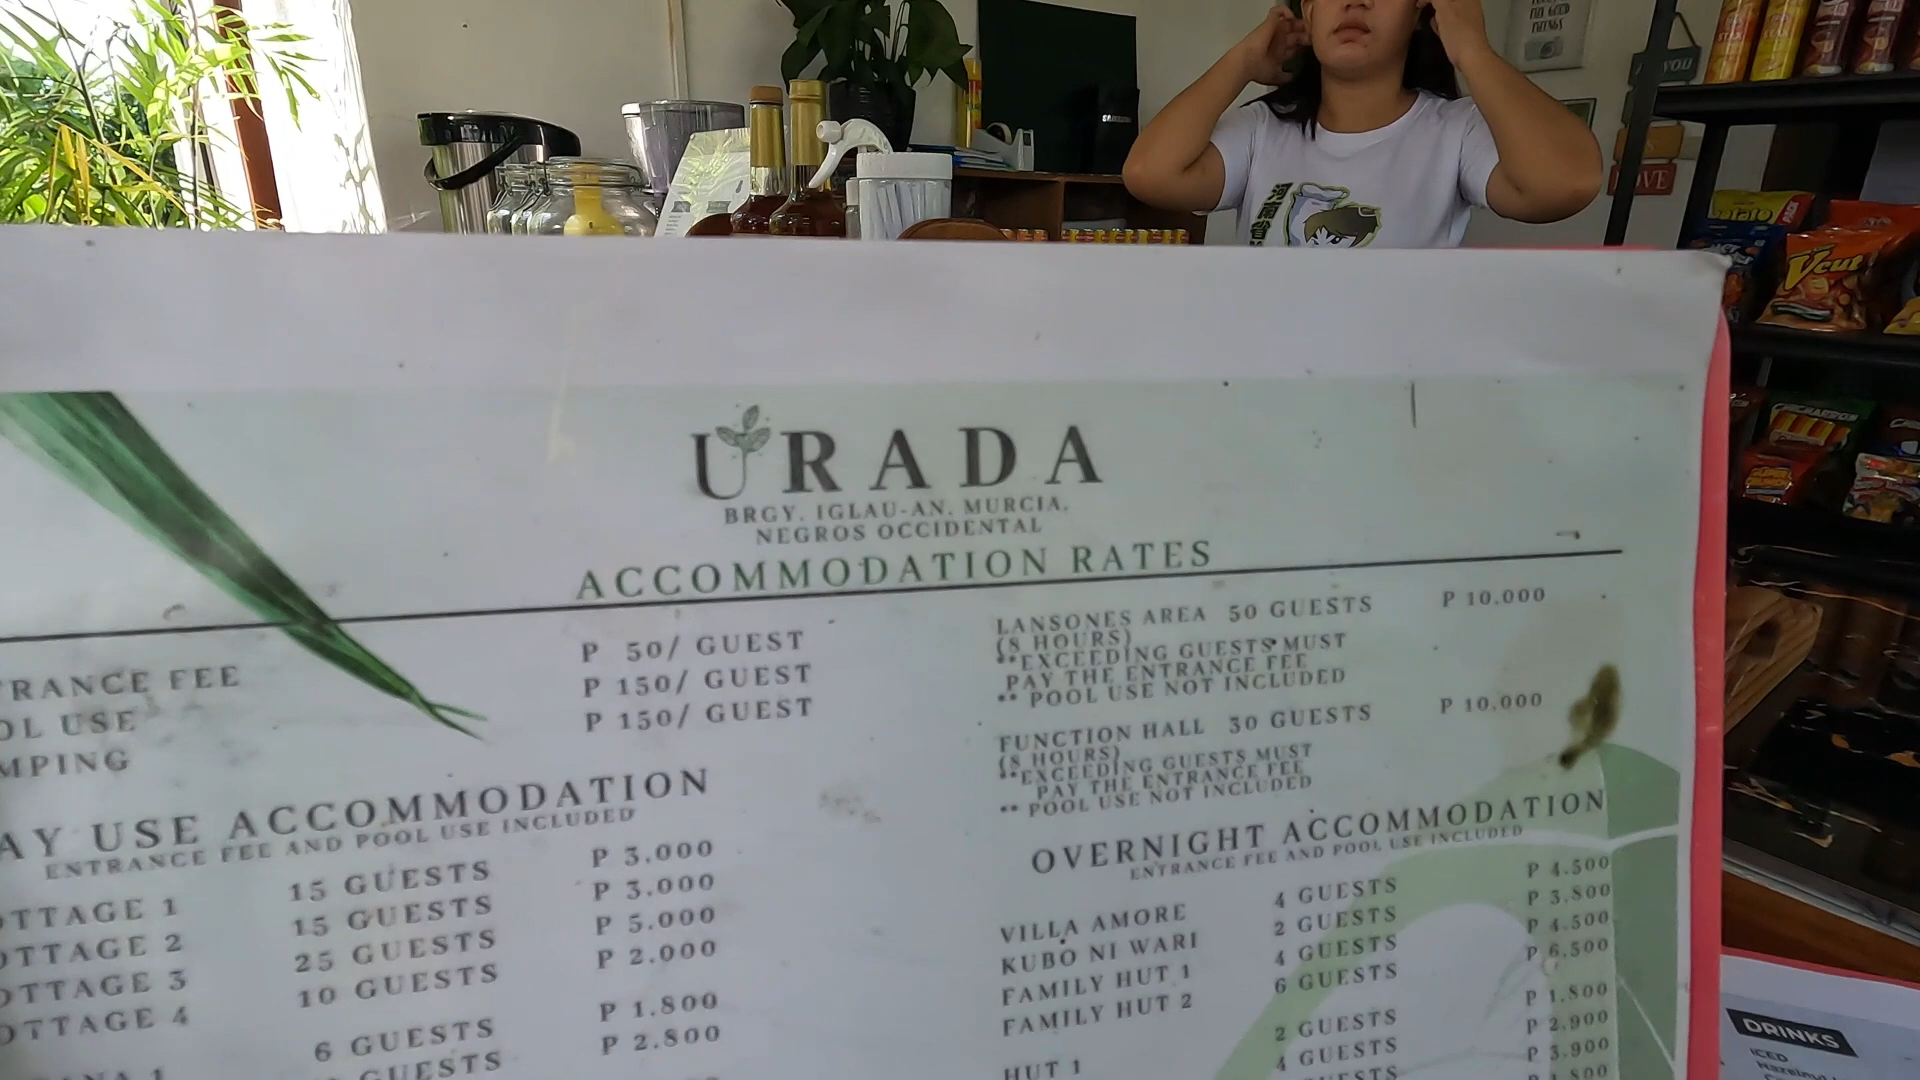 SAMSUNG
LOVE
Vcut
URADA
BRGY. IGLAU-AN, MURCIA,
NEGROS OCCIDENTAL
ACCOMMODATION RATES
TRANCE FEE P 50/ GUEST
OL USE P 150/ GUEST
MPING P 150/ GUEST
AY USE ACCOMMODATION
ENTRANCE FEE AND POOL USE INCLUDED
OTTAGE 1 15 GUESTS P 3.000
OTTAGE 2 15 GUESTS P 3.000
OTTAGE 3 25 GUESTS P 5.000
OTTAGE 4 10 GUESTS P 2.000
6 GUESTS P 1.800
GUESTS P 2.800
LANSONES AREA 50 GUESTS P 10.000
(8 HOURS)
**EXCEEDING GUESTS MUST
PAY THE ENTRANCE FEE
** POOL USE NOT INCLUDED
FUNCTION HALL 30 GUESTS P 10.000
(8 HOURS)
**EXCEEDING GUESTS MUST
PAY THE ENTRANCE FEE
** POOL USE NOT INCLUDED
OVERNIGHT ACCOMMODATION
ENTRANCE FEE AND POOL USE INCLUDED
VILLA AMORE 4 GUESTS P 4.500
KUBO NI WARI 2 GUESTS P 3.800
FAMILY HUT 1 4 GUESTS P 4.500
FAMILY HUT 2 6 GUESTS P 6.500
HUT 1 2 GUESTS P 1.800
4 GUESTS P 2.900
P 3.900
DRINKS
ICED